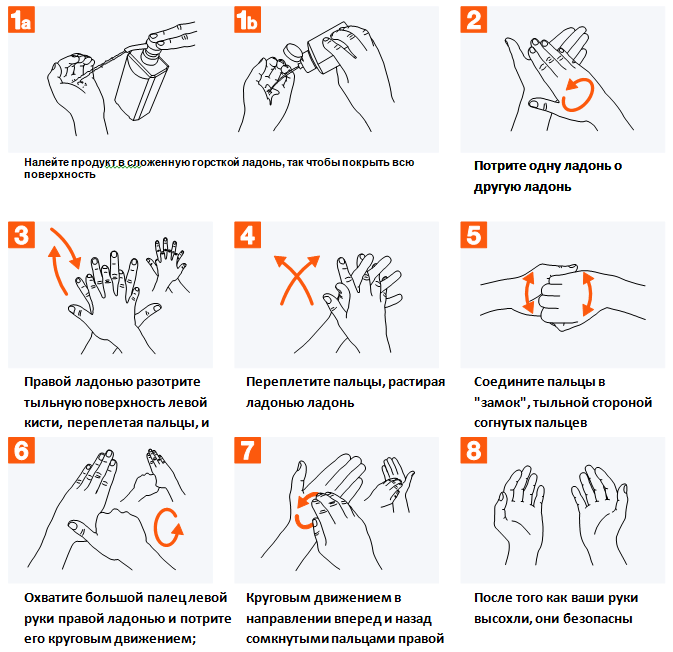 1a
1b
2
Налейте продукт в сложенную горсткой ладонь, так чтобы покрыть всю
поверхность
Потрите одну ладонь о
другую ладонь
3
4
5
Правой ладонью разотрите
тыльную поверхность левой
кисти, переплетая пальцы, и
Переплетите пальцы, растирая
ладонью ладонь
Соедините пальцы в
"замок", тыльной стороной
согнутых пальцев
6
7
8
Охватите большой палец левой
руки правой ладонью и потрите
его круговым движением;
Круговым движением в
направлении вперед и назад
сомкнутыми пальцами правой
После того как ваши руки
высохли, они безопасны